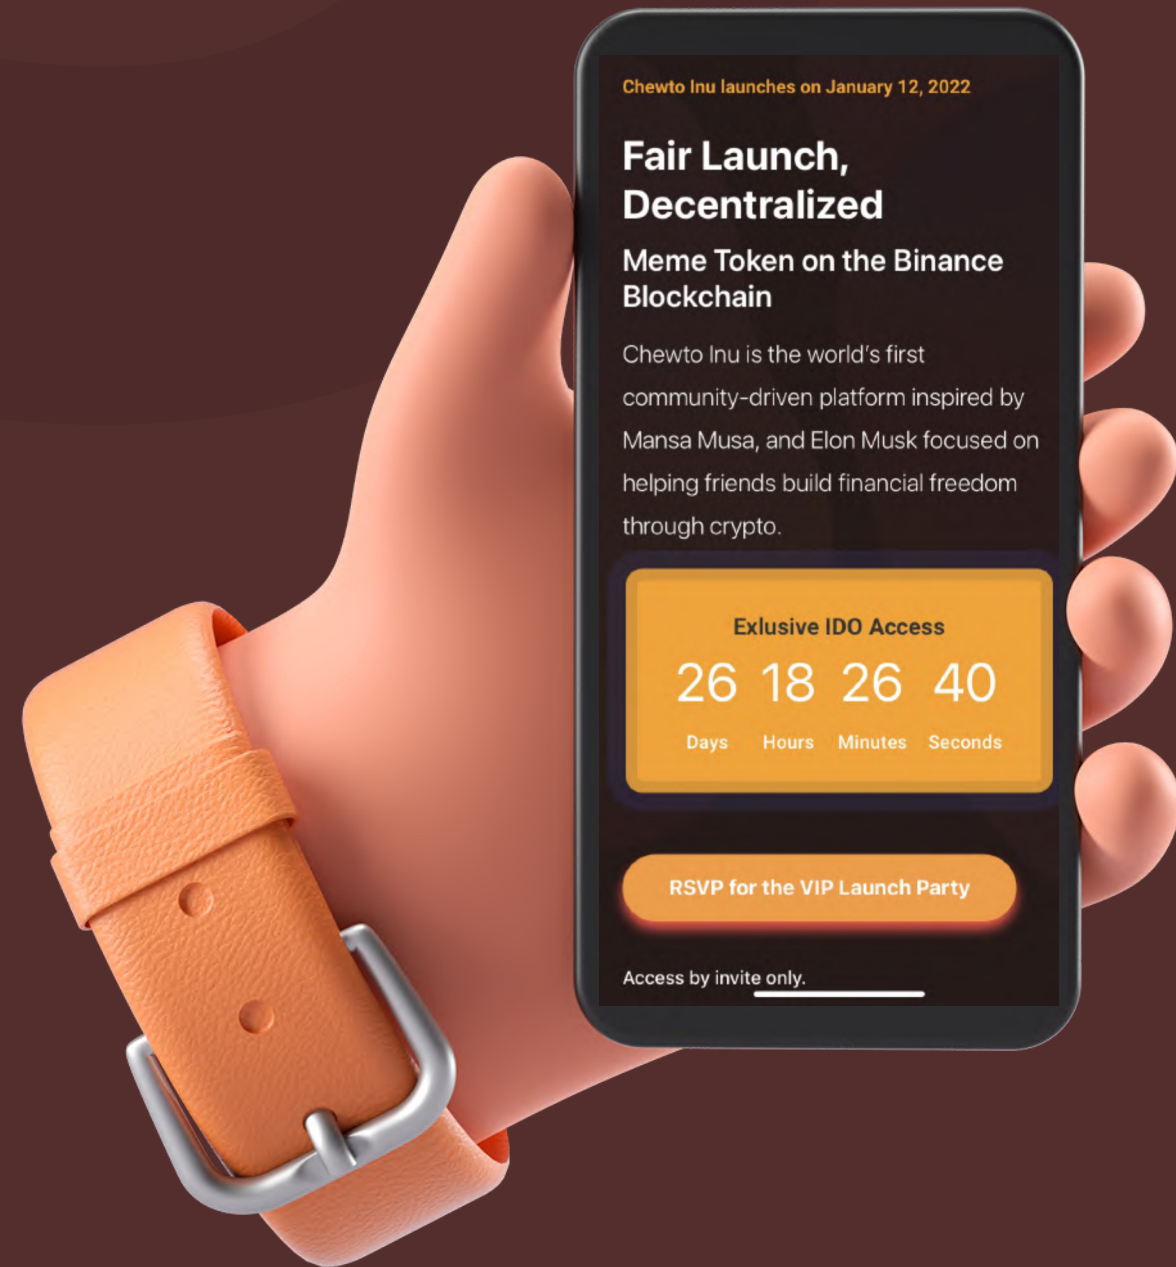 Chewto Inu launches on January 12, 2022
Fair Launch,
Decentralized
Meme Token on the Binance
Blockchain
Chewto Inu is the world's first
community-driven platform inspired by
Mansa Musa, and Elon Musk focused on
helping friends build financial freedom
through crypto.
Exlusive IDO Access
26 18 26 40
Days Hours Minutes Seconds
RSVP for the VIP Launch Party
Access by invite only.